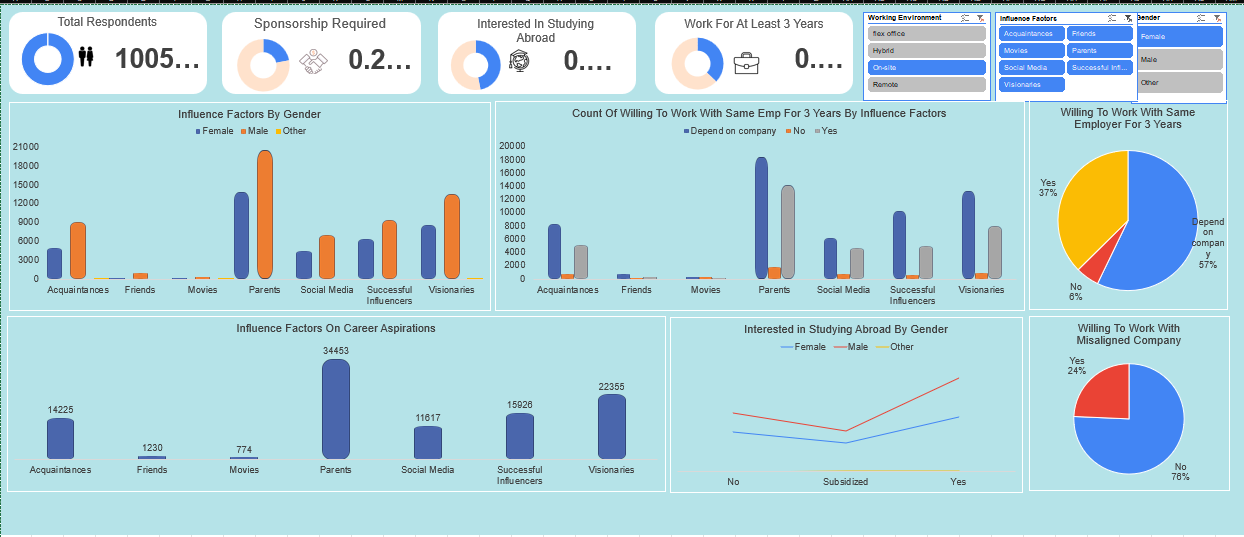 Total Respondents
1005...
Sponsorship Required
0.2...
Interested In Studying
Abroad
0....
Work For At Least 3 Years
0....
Working Environment
flex office
Hybrid
On-site
Remote
Influence Factors
Acquaintances
Friends
Movies
Parents
Social Media
Successful Infl...
Visionaries
Gender
Female
Male
Other
Influence Factors By Gender
Female Male Other
21000
18000
15000
12000
9000
6000
3000
0
Acquaintances Friends Movies Parents Social Media Successful Visionaries
Influencers
Count Of Willing To Work With Same Emp For 3 Years By Influence Factors
Depend on company No Yes
20000
18000
16000
14000
12000
10000
8000
6000
4000
2000
0
Acquaintances Friends Movies Parents Social Media Successful Visionaries
Influencers
Willing To Work With Same
Employer For 3 Years
Yes
37%
Depend
on
compan
y
57%
No
6%
Influence Factors On Career Aspirations
14225
1230
774
34453
11617
15926
22355
Acquaintances Friends Movies Parents Social Media Successful Visionaries
Influencers
Interested in Studying Abroad By Gender
Female Male Other
No Subsidized Yes
Willing To Work With
Misaligned Company
Yes
24%
No
76%